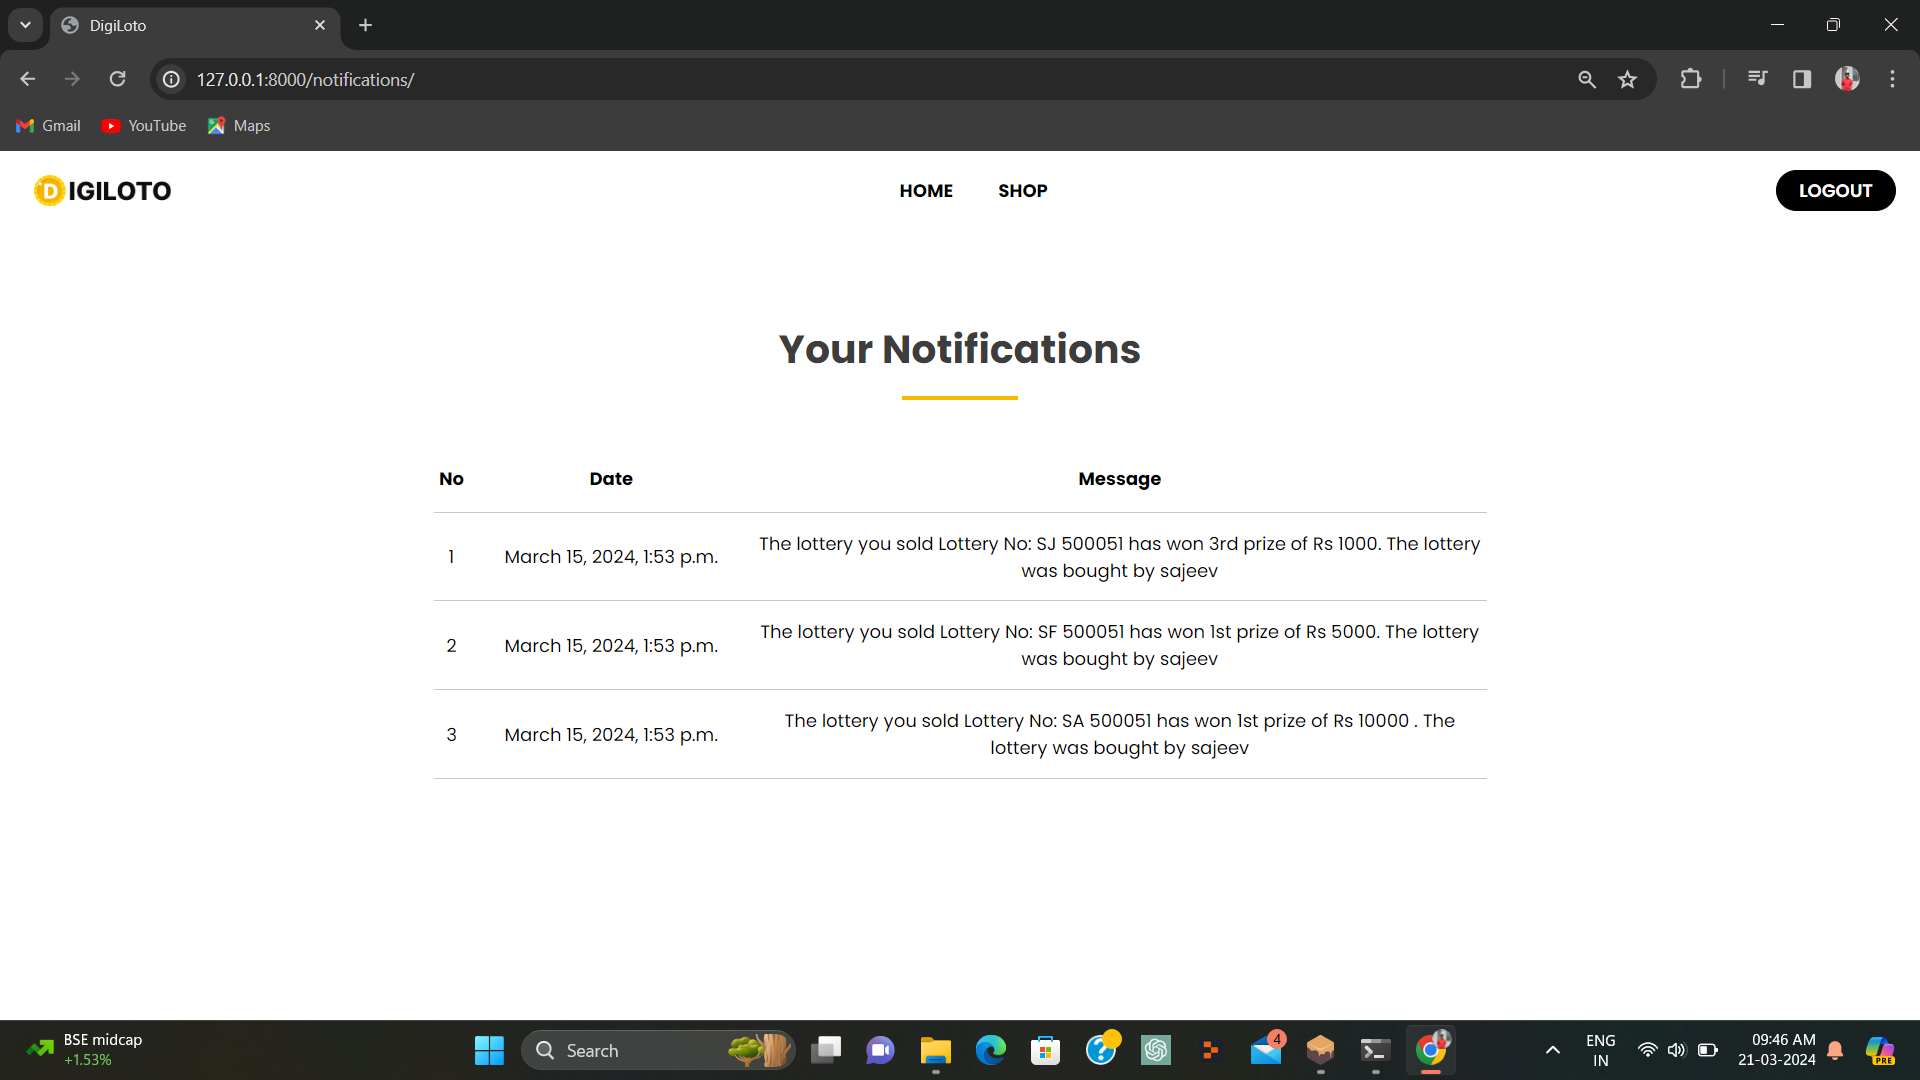 DigiLoto
127.0.0.1:8000/notifications/
Gmail YouTube Maps
DIGILOTO HOME SHOP LOGOUT
Your Notifications
No Date Message
1 March 15, 2024, 1:53 p.m. The lottery you sold Lottery No: SJ 500051 has won 3rd prize of Rs 1000. The lottery
was bought by sajeev
2 March 15, 2024, 1:53 p.m. The lottery you sold Lottery No: SF 500051 has won 1st prize of Rs 5000. The lottery
was bought by sajeev
3 March 15, 2024, 1:53 p.m. The lottery you sold Lottery No: SA 500051 has won 1st prize of Rs 10000 . The
lottery was bought by sajeev
BSE midcap
+1.53%
Search
4
ENG
IN
09:46 AM
21-03-2024
PRE